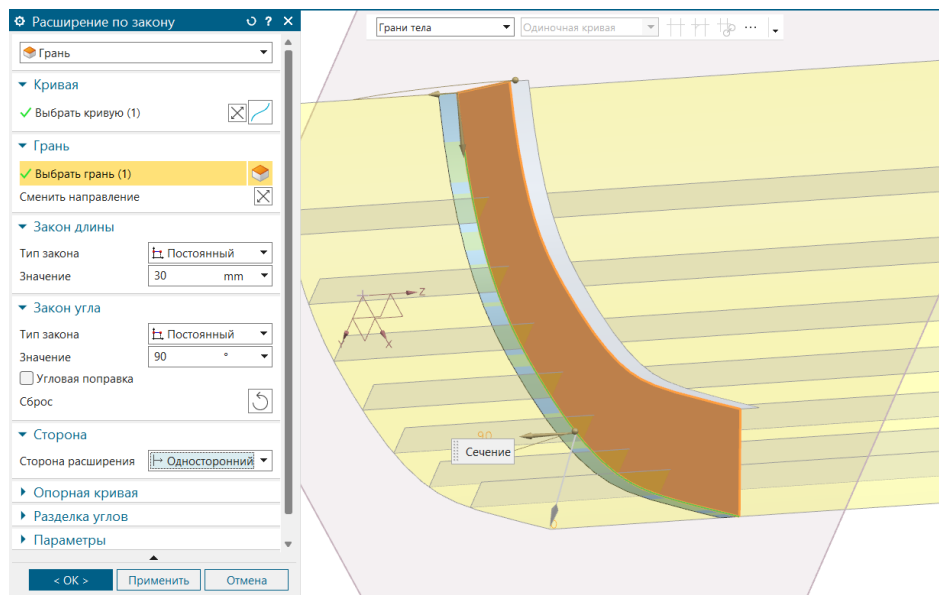 Расширение по закону
Грань
Кривая
Выбрать кривую (1)
Грань
Выбрать грань (1)
Сменить направление
Закон длины
Тип закона Постоянный
Значение 30 mm
Закон угла
Тип закона Постоянный
Значение 90 °
Угловая поправка
Сброс
Сторона
Сторона расширения Односторонний
Опорная кривая
Разделка углов
Параметры
< OK > Применить Отмена
Грани тела Одиночная кривая
Z
X
Y
90
Сечение
0